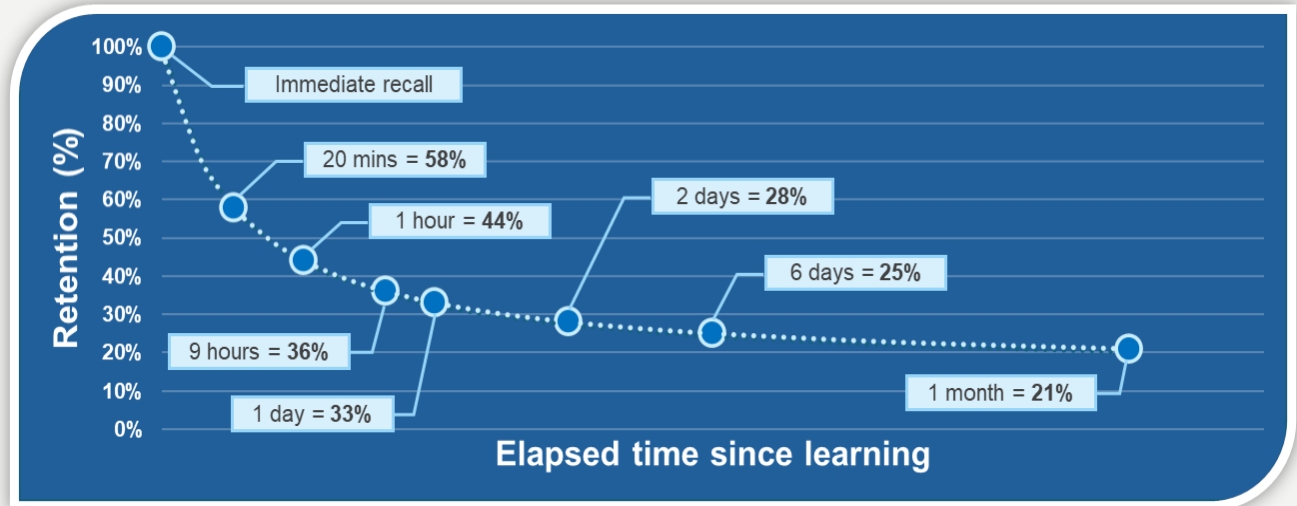 100%
90%
80%
70%
60%
50%
40%
30%
20%
10%
0%
Retention (%)
Immediate recall
20 mins = 58%
1 hour = 44%
9 hours = 36%
1 day = 33%
2 days = 28%
6 days = 25%
1 month = 21%
Elapsed time since learning